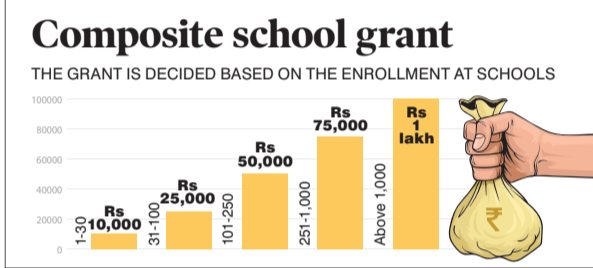 Composite school grant
THE GRANT IS DECIDED BASED ON THE ENROLLMENT AT SCHOOLS
100000
80000
60000
40000
20000
0
1-30
Rs
10,000
31-100
Rs
25,000
101-250
Rs
50,000
251-1,000
Rs
75,000
Above 1,000
Rs
1
lakh
₹